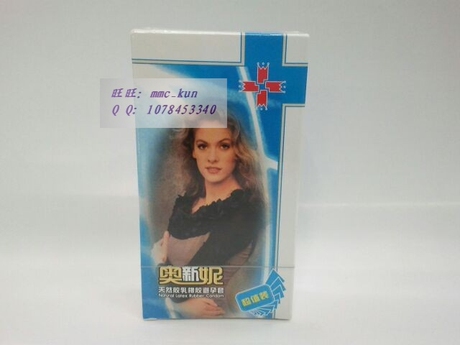 旺旺: mmc_kun
Q Q: 1078453340
奥新妮
天然胶乳橡胶避孕套
Natural Latex Rubber Condom
超值装